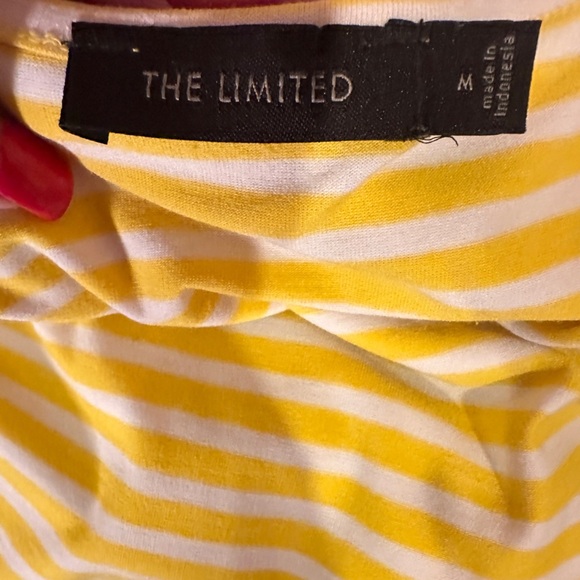 THE LIMITED
M
made in
indonesia